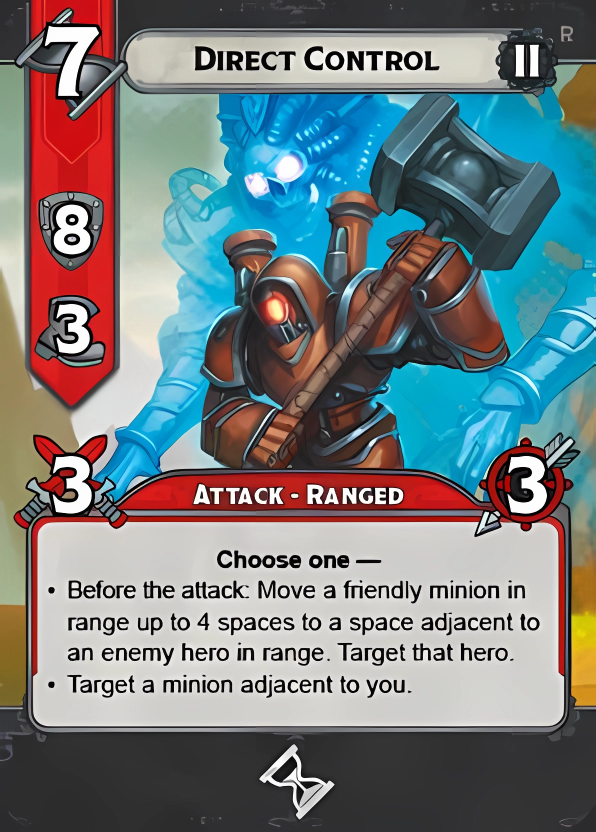 7
DIRECT CONTROL
II
R
8
3
3
ATTACK - RANGED
3
Choose one —
• Before the attack: Move a friendly minion in
range up to 4 spaces to a space adjacent to
an enemy hero in range. Target that hero.
• Target a minion adjacent to you.